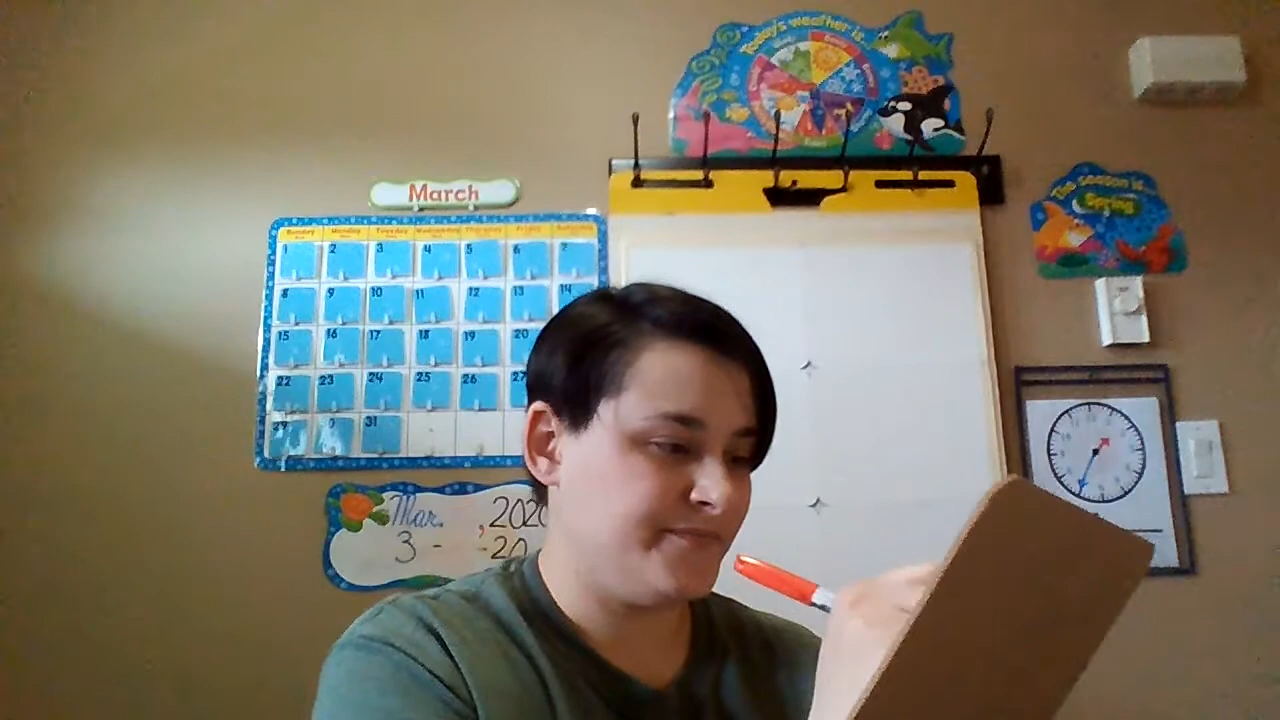 Today's weather is...
March
The season is...
Spring
Sunday Monday Tuesday Wednesday Thursday Friday Saturday
1 2 3 4 5 6 7
8 9 10 11 12 13 14
15 16 17 18 19 20
22 23 24 25 26 27
29 31
Mar. , 2020
3 - -20